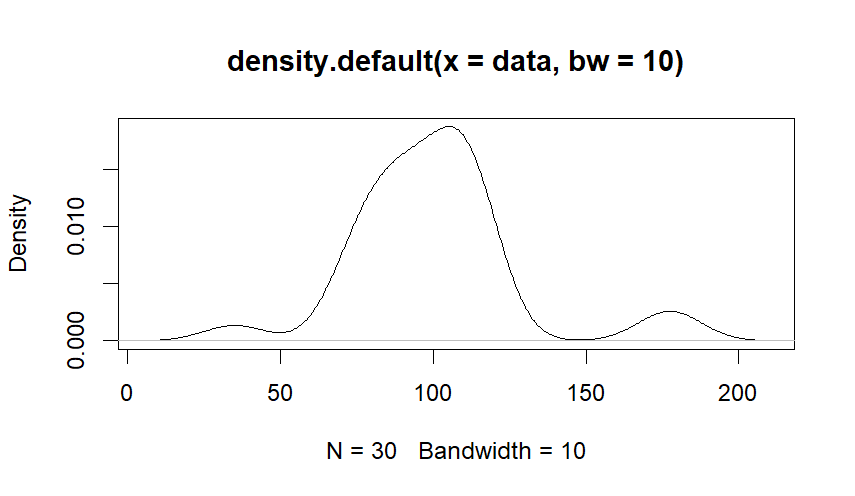 density.default(x = data, bw = 10)
Density
0.010
0.000
0
50
100
150
200
N = 30   Bandwidth = 10